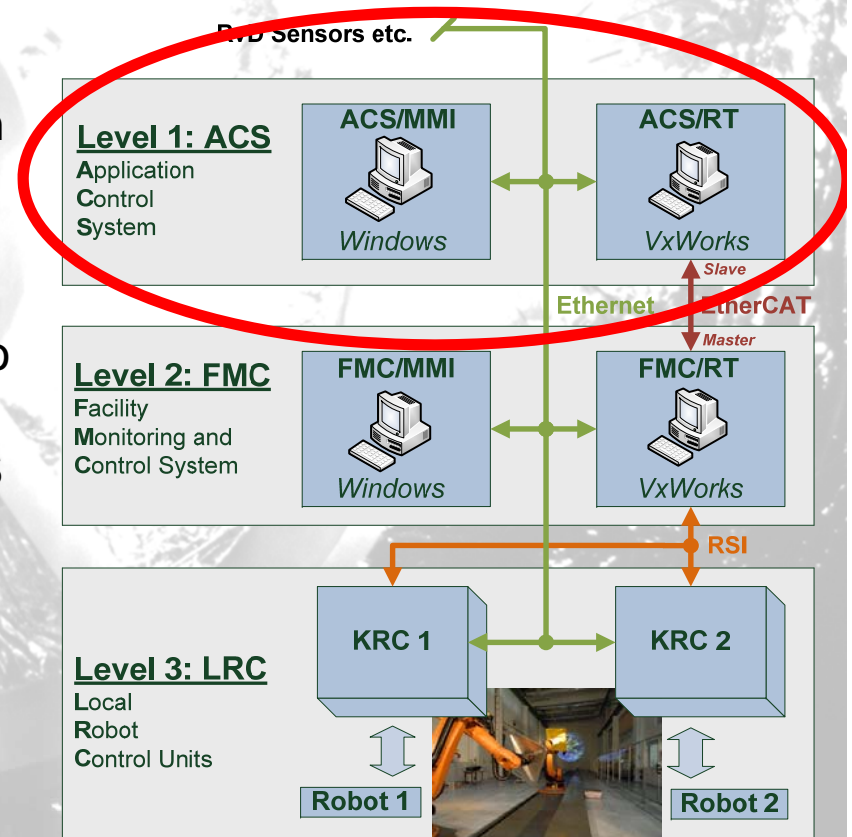 RvD Sensors etc.
Level 1: ACS
Application
Control
System
ACS/MMI
Windows
ACS/RT
VxWorks
Slave
Ethernet
EtherCAT
Master
Level 2: FMC
Facility
Monitoring and
Control System
FMC/MMI
Windows
FMC/RT
VxWorks
RSI
Level 3: LRC
Local
Robot
Control Units
KRC 1
KRC 2
Robot 1
Robot 2